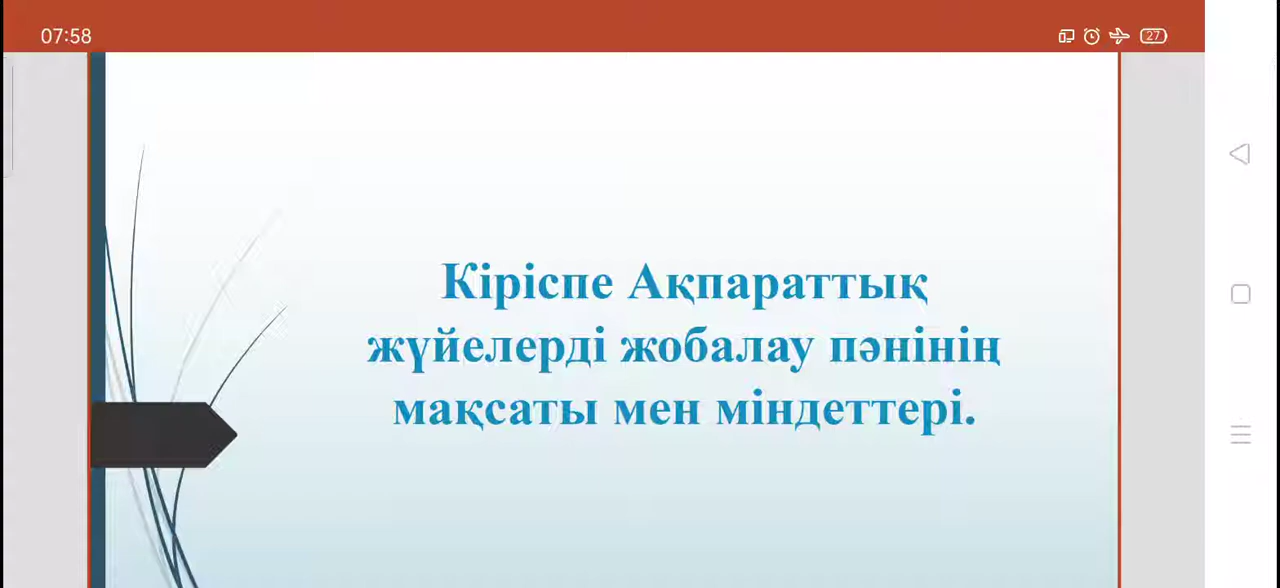 07:58
27
Кіріспе Ақпараттық
жүйелерді жобалау пәнінің
мақсаты мен міндеттері.